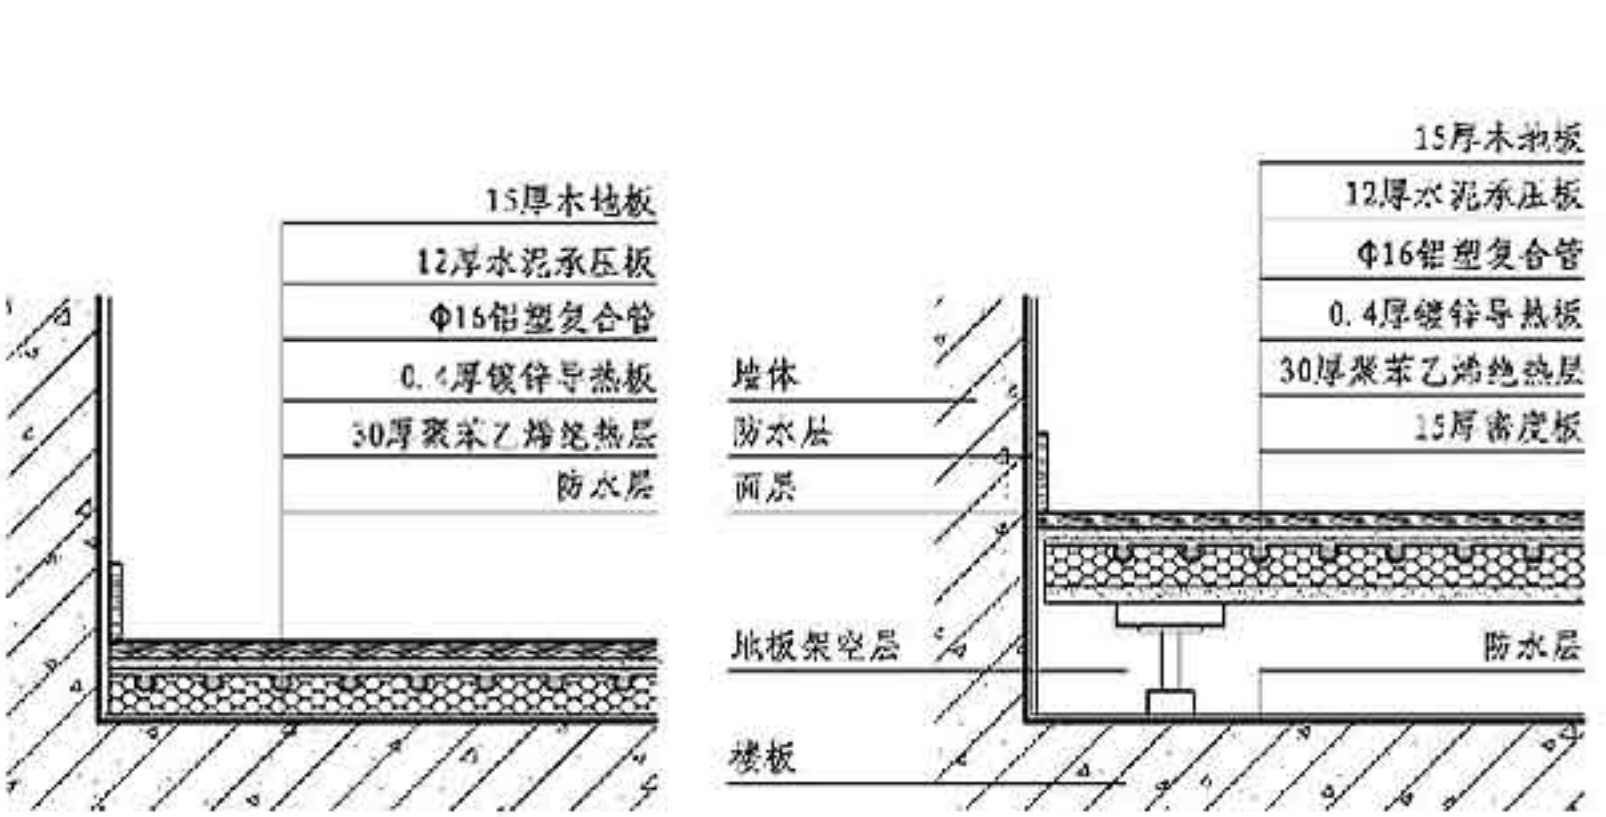 15厚木地板
12厚水泥承压板
Φ16铝塑复合管
0.4厚镀锌导热板
30厚聚苯乙烯绝热层
防水层
墙体
防水层
面层
地板架空层
楼板
15厚木地板
12厚水泥承压板
Φ16铝塑复合管
0.4厚镀锌导热板
30厚聚苯乙烯绝热层
15厚密度板
防水层